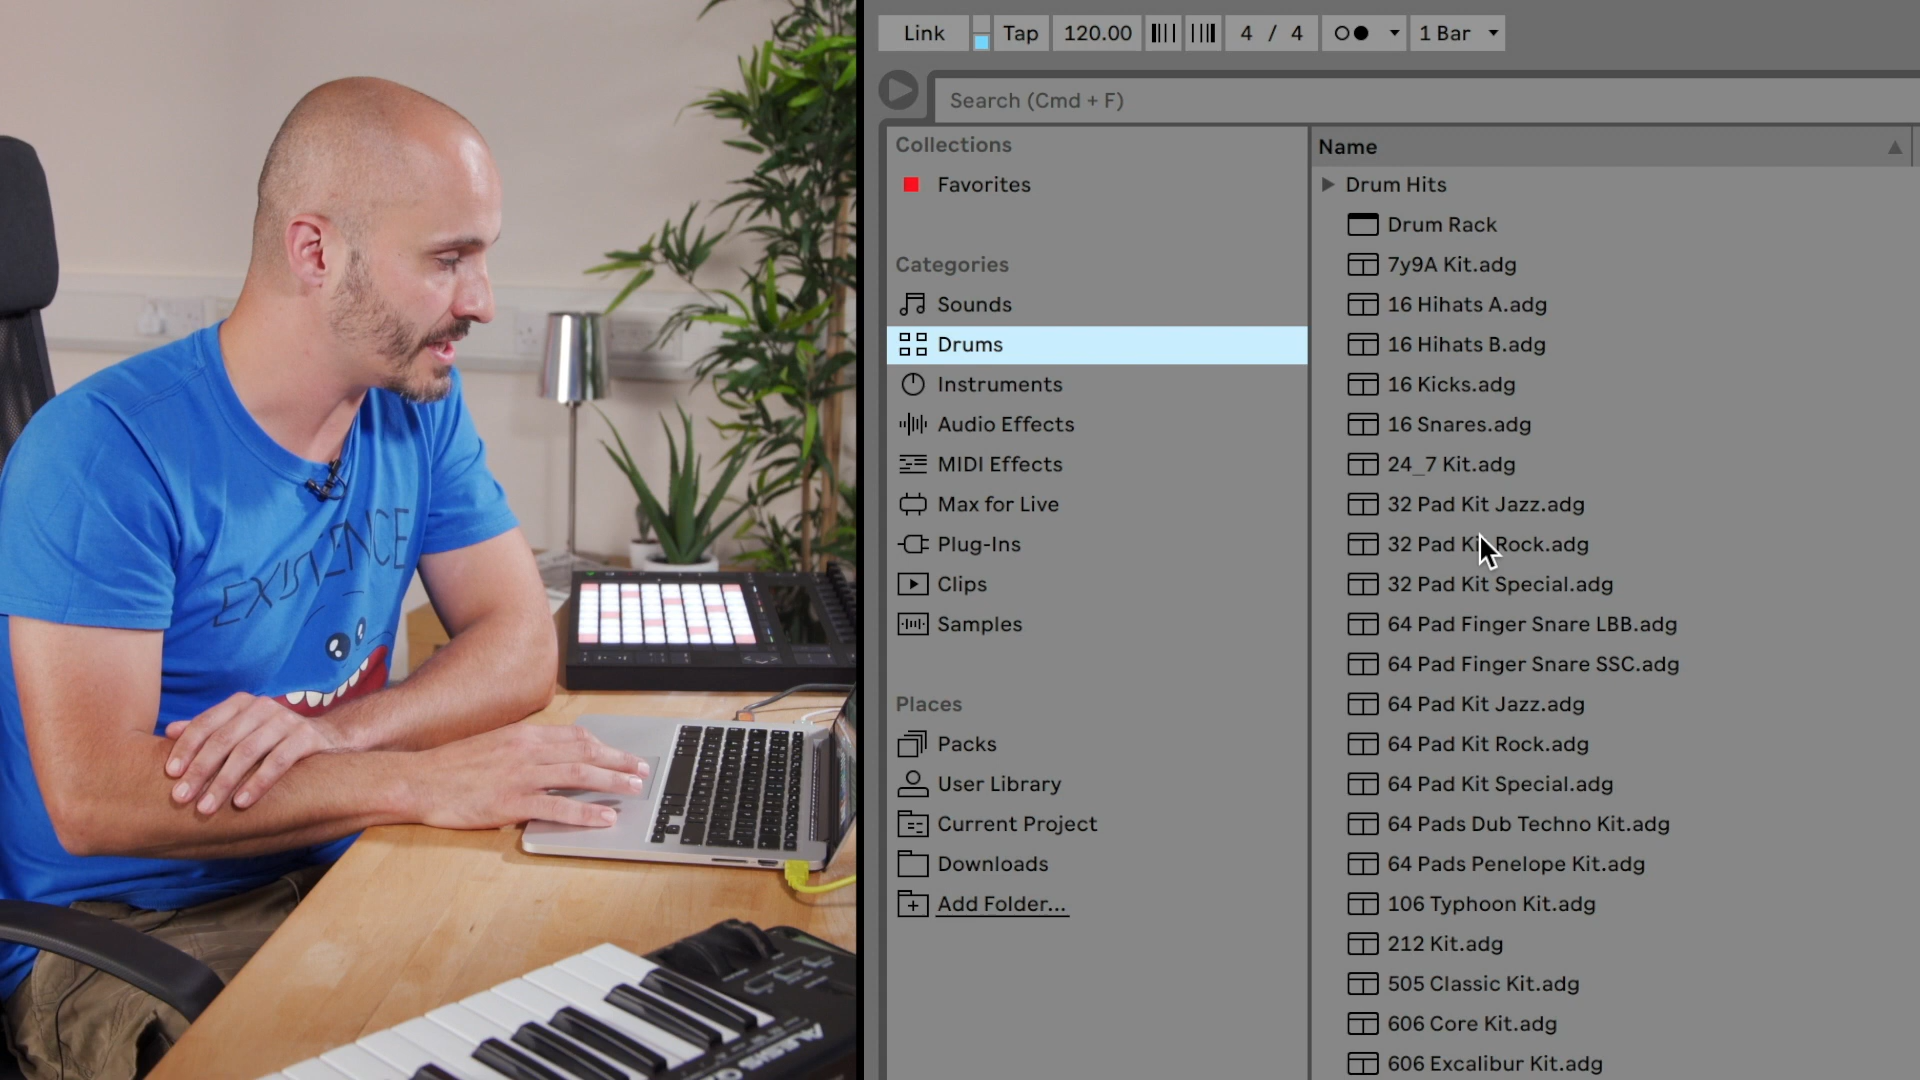 Link
Tap
120.00
4 / 4
1 Bar
Search (Cmd + F)
Collections
Favorites
Categories
Sounds
Drums
Instruments
Audio Effects
MIDI Effects
Max for Live
Plug-Ins
Clips
Samples
Places
Packs
User Library
Current Project
Downloads
Add Folder...
Name
Drum Hits
Drum Rack
7y9A Kit.adg
16 Hihats A.adg
16 Hihats B.adg
16 Kicks.adg
16 Snares.adg
24_7 Kit.adg
32 Pad Kit Jazz.adg
32 Pad Kit Rock.adg
32 Pad Kit Special.adg
64 Pad Finger Snare LBB.adg
64 Pad Finger Snare SSC.adg
64 Pad Kit Jazz.adg
64 Pad Kit Rock.adg
64 Pad Kit Special.adg
64 Pads Dub Techno Kit.adg
64 Pads Penelope Kit.adg
106 Typhoon Kit.adg
212 Kit.adg
505 Classic Kit.adg
606 Core Kit.adg
606 Excalibur Kit.adg
EXISTENCE
ALESIS